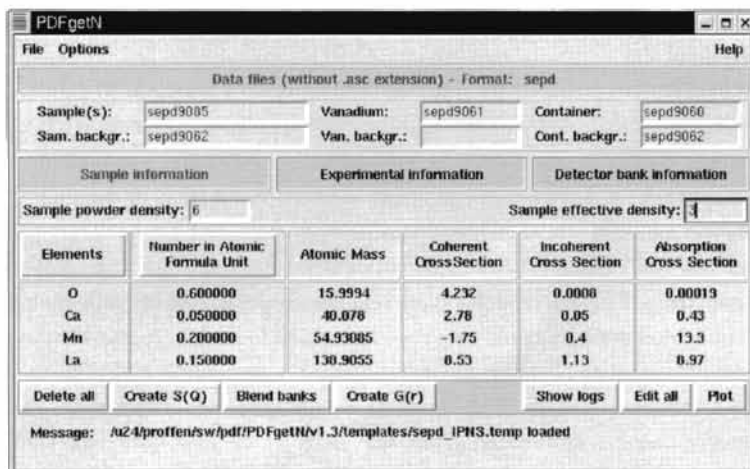 PDFgetN
File Options Help
Data files (without .asc extension) - Format: sepd
Sample(s): sepd9005 Vanadium: sepd9061 Container: sepd9060
Sam. backgr.: sepd9062 Van. backgr.: Cont. backgr.: sepd9062
Sample information Experimental information Detector bank information
Sample powder density: 6 Sample effective density: 3
Elements Number in Atomic Formula Unit Atomic Mass Coherent CrossSection Incoherent Cross Section Absorption Cross Section
O 0.600000 15.9994 4.232 0.0008 0.00019
Ca 0.050000 40.078 2.78 0.05 0.43
Mn 0.200000 54.93085 -1.75 0.4 13.3
La 0.150000 138.9055 8.53 1.13 8.97
Delete all Create S(Q) Blend banks Create G(r) Show logs Edit all Plot
Message: /u24/proffen/sw/pdf/PDFgetN/v1.3/templates/sepd_IPNS.temp loaded